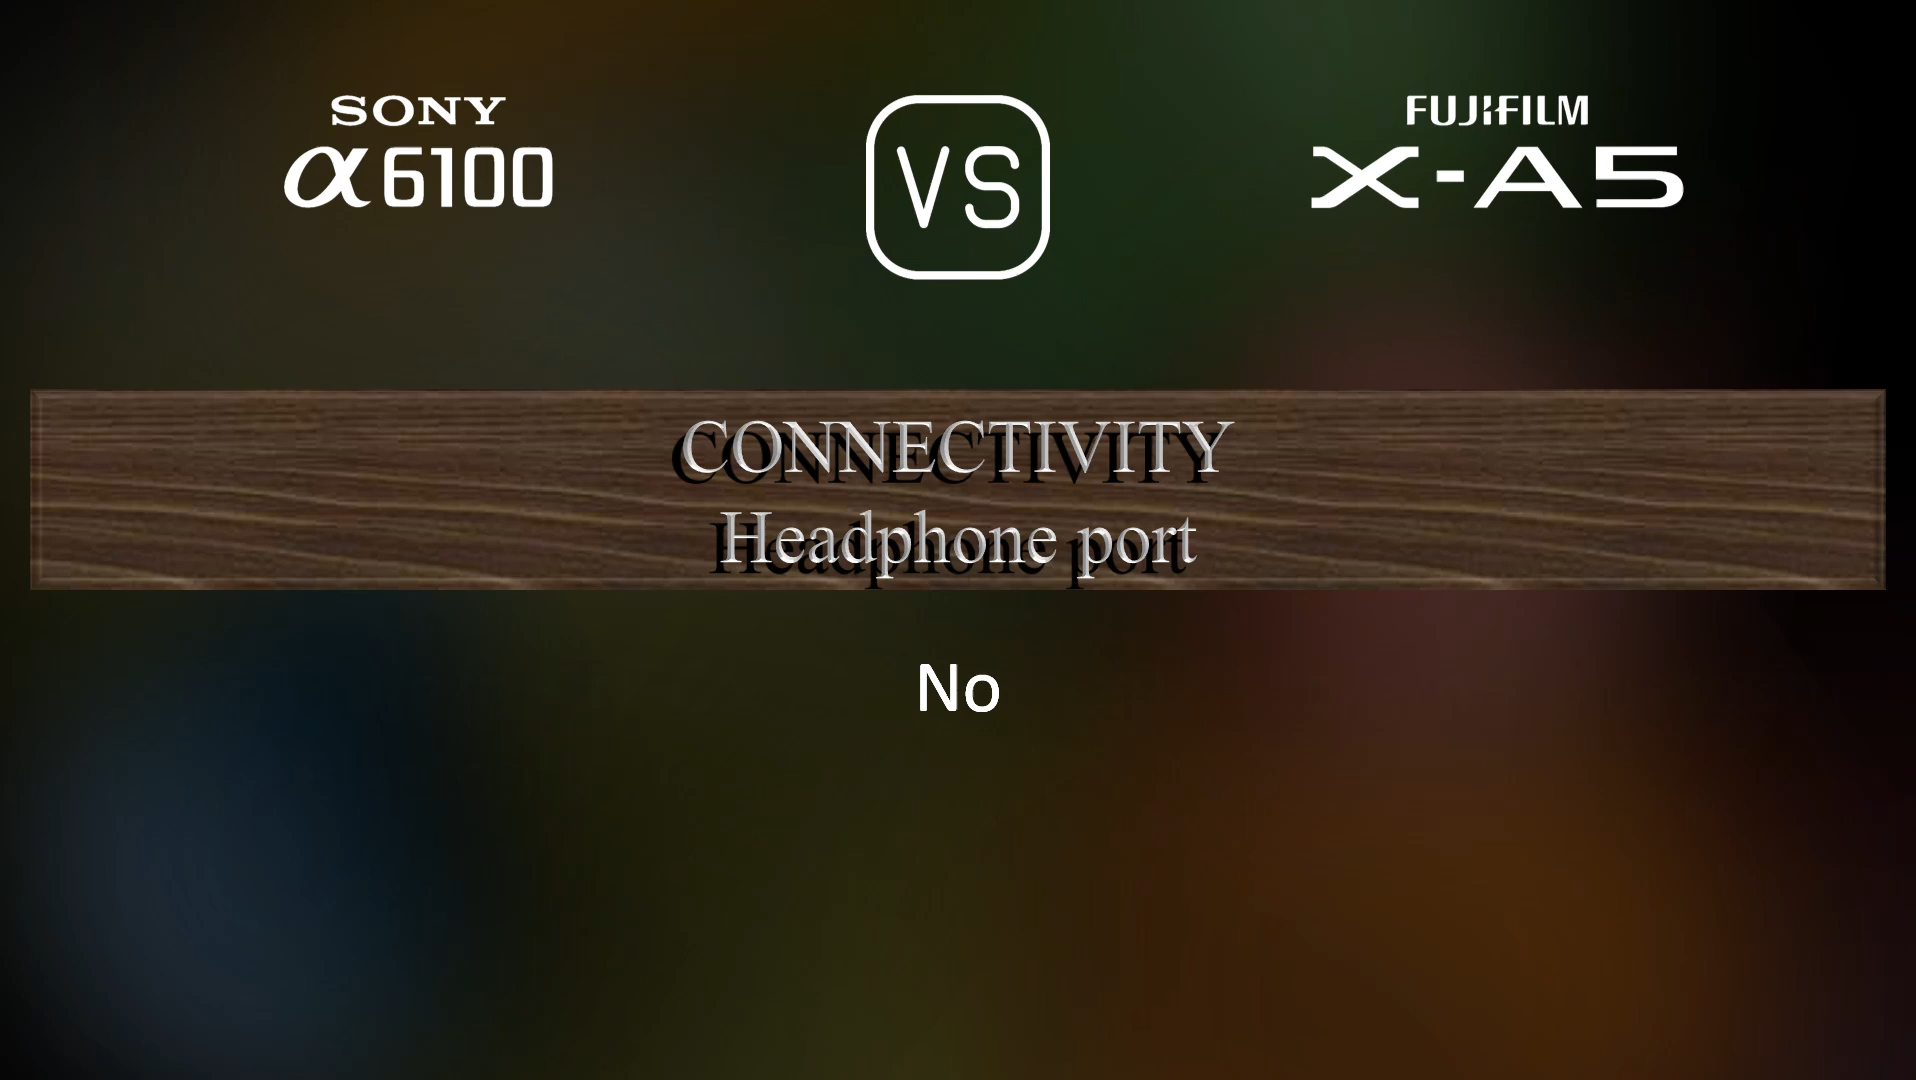 SONY
α6100
VS
FUJIFILM
X-A5
CONNECTIVITY
Headphone port
No